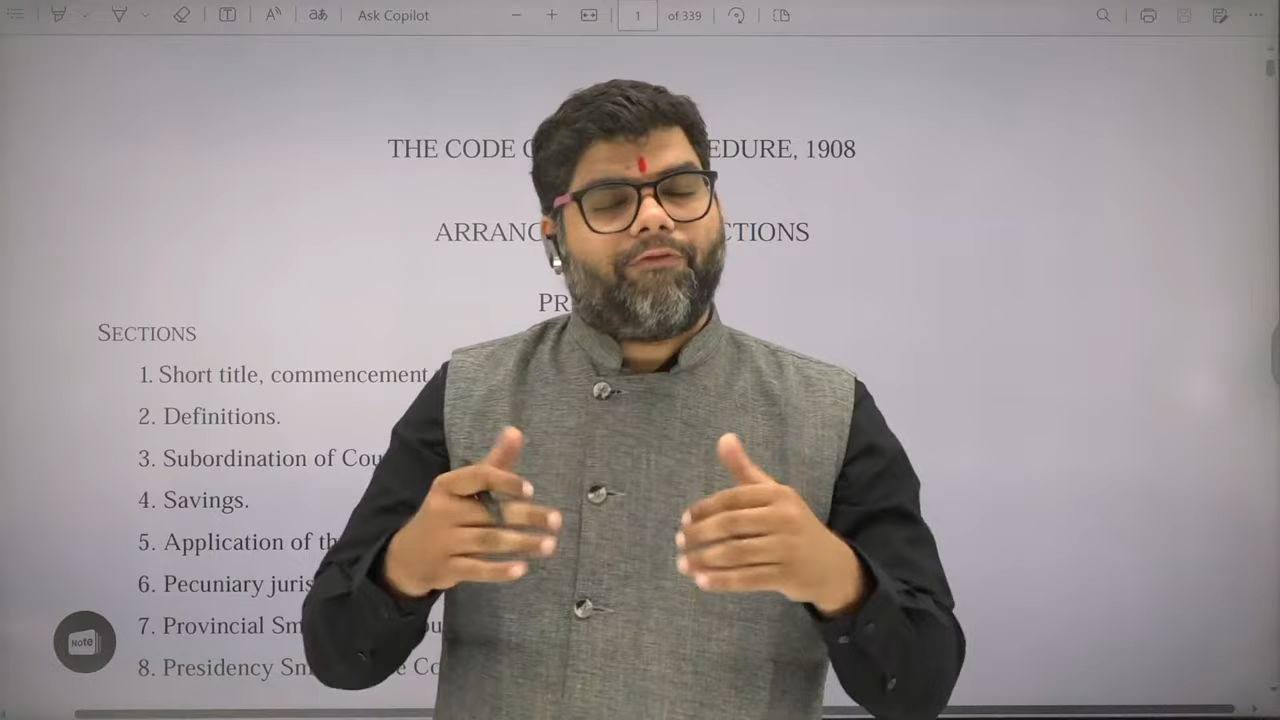 Ask Copilot 1 of 339
THE CODE EDURE, 1908
ARRANG CTIONS
SECTIONS
1. Short title, commencement
2. Definitions.
3. Subordination of Cou
4. Savings.
5. Application of th
6. Pecuniary juris
7. Provincial Sm
8. Presidency Sm e Co
Note